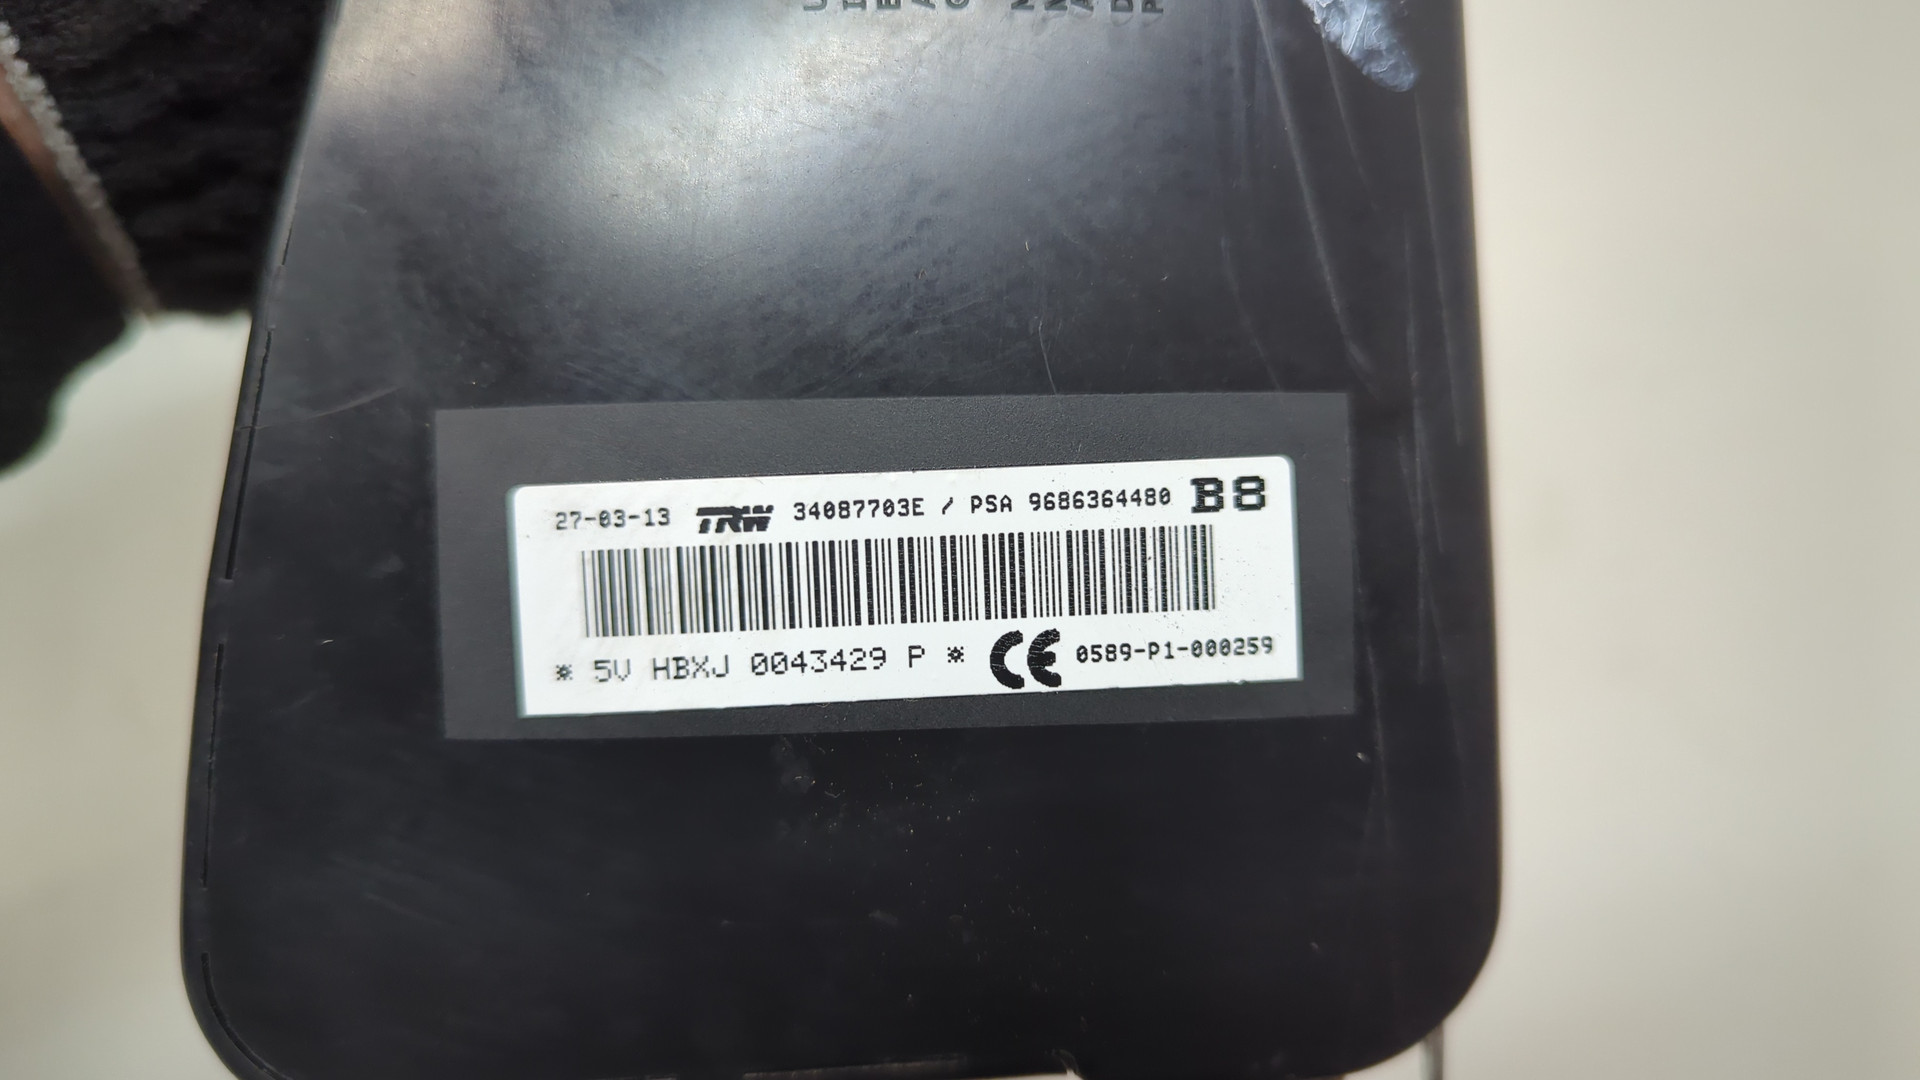 27-03-13 TRW 34087703E / PSA 9686364480 B8
* 5V HBXJ 0043429 P * CE 0589-P1-000259